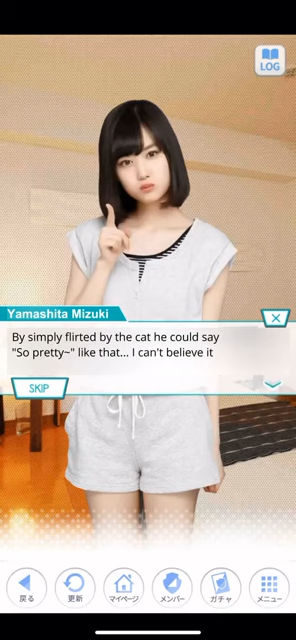 LOG
Yamashita Mizuki
By simply flirted by the cat he could say
"So pretty~" like that... I can't believe it
SKIP
戻る
更新
マイページ
メンバー
ガチャ
メニュー